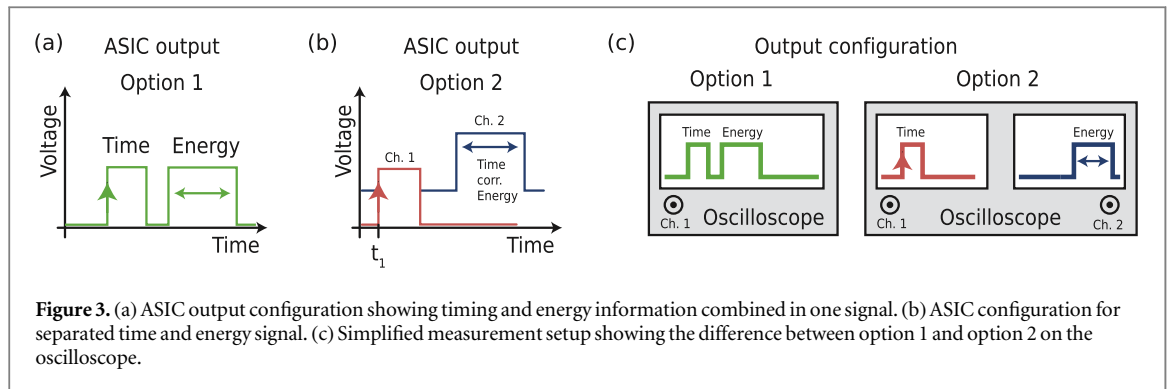 (a)
ASIC output
Option 1
Voltage
Time
Energy
Time
(b)
ASIC output
Option 2
Voltage
Ch. 1
Ch. 2
Time
corr.
Energy
t1
Time
(c)
Output configuration
Option 1
Time Energy
Ch. 1
Oscilloscope
Option 2
Time
Energy
Ch. 1
Oscilloscope
Ch. 2
Figure 3. (a) ASIC output configuration showing timing and energy information combined in one signal. (b) ASIC configuration for
separated time and energy signal. (c) Simplified measurement setup showing the difference between option 1 and option 2 on the
oscilloscope.